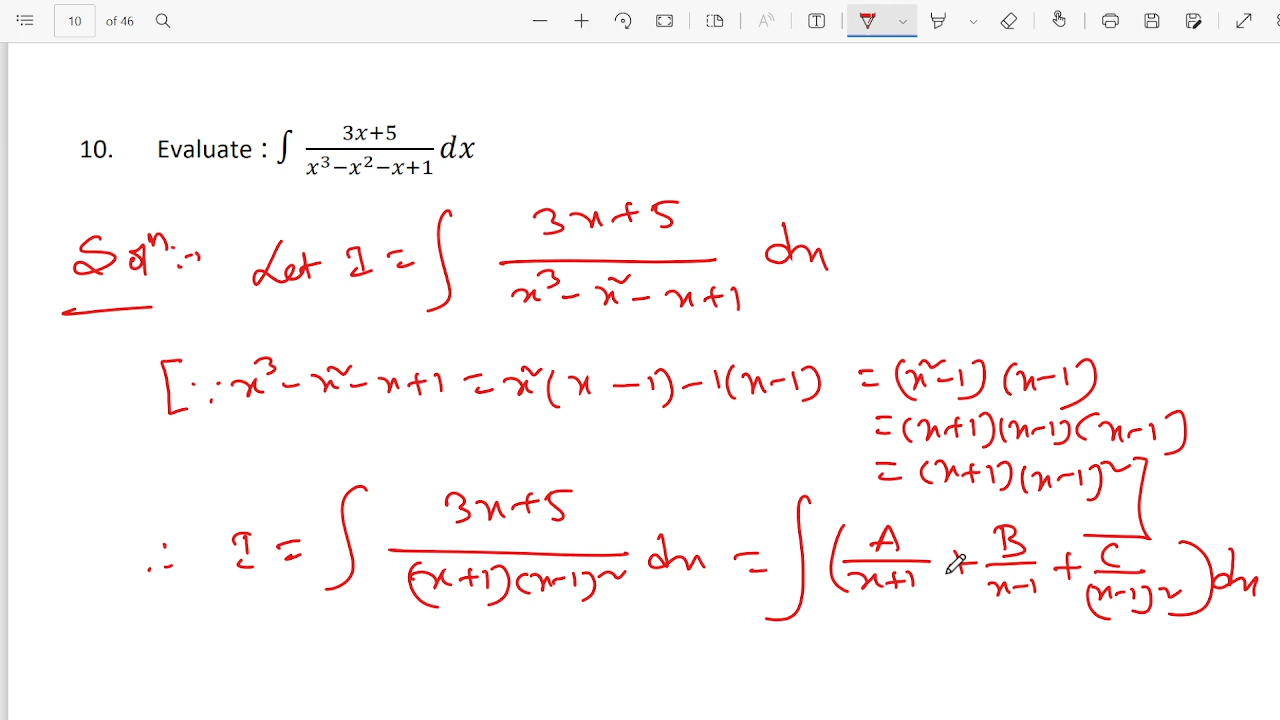 10 of 46
10. Evaluate : ∫ (3x+5)/(x³−x²−x+1) dx
Solⁿ:- Let I = ∫ (3x+5)/(x³-x²-x+1) dx
[∵ x³-x²-x+1 = x²(x-1)-1(x-1) = (x²-1)(x-1)
= (x+1)(x-1)(x-1)
= (x+1)(x-1)²]
∴ I = ∫ (3x+5)/((x+1)(x-1)²) dx = ∫ (A/(x+1) + B/(x-1) + C/(x-1)²) dx